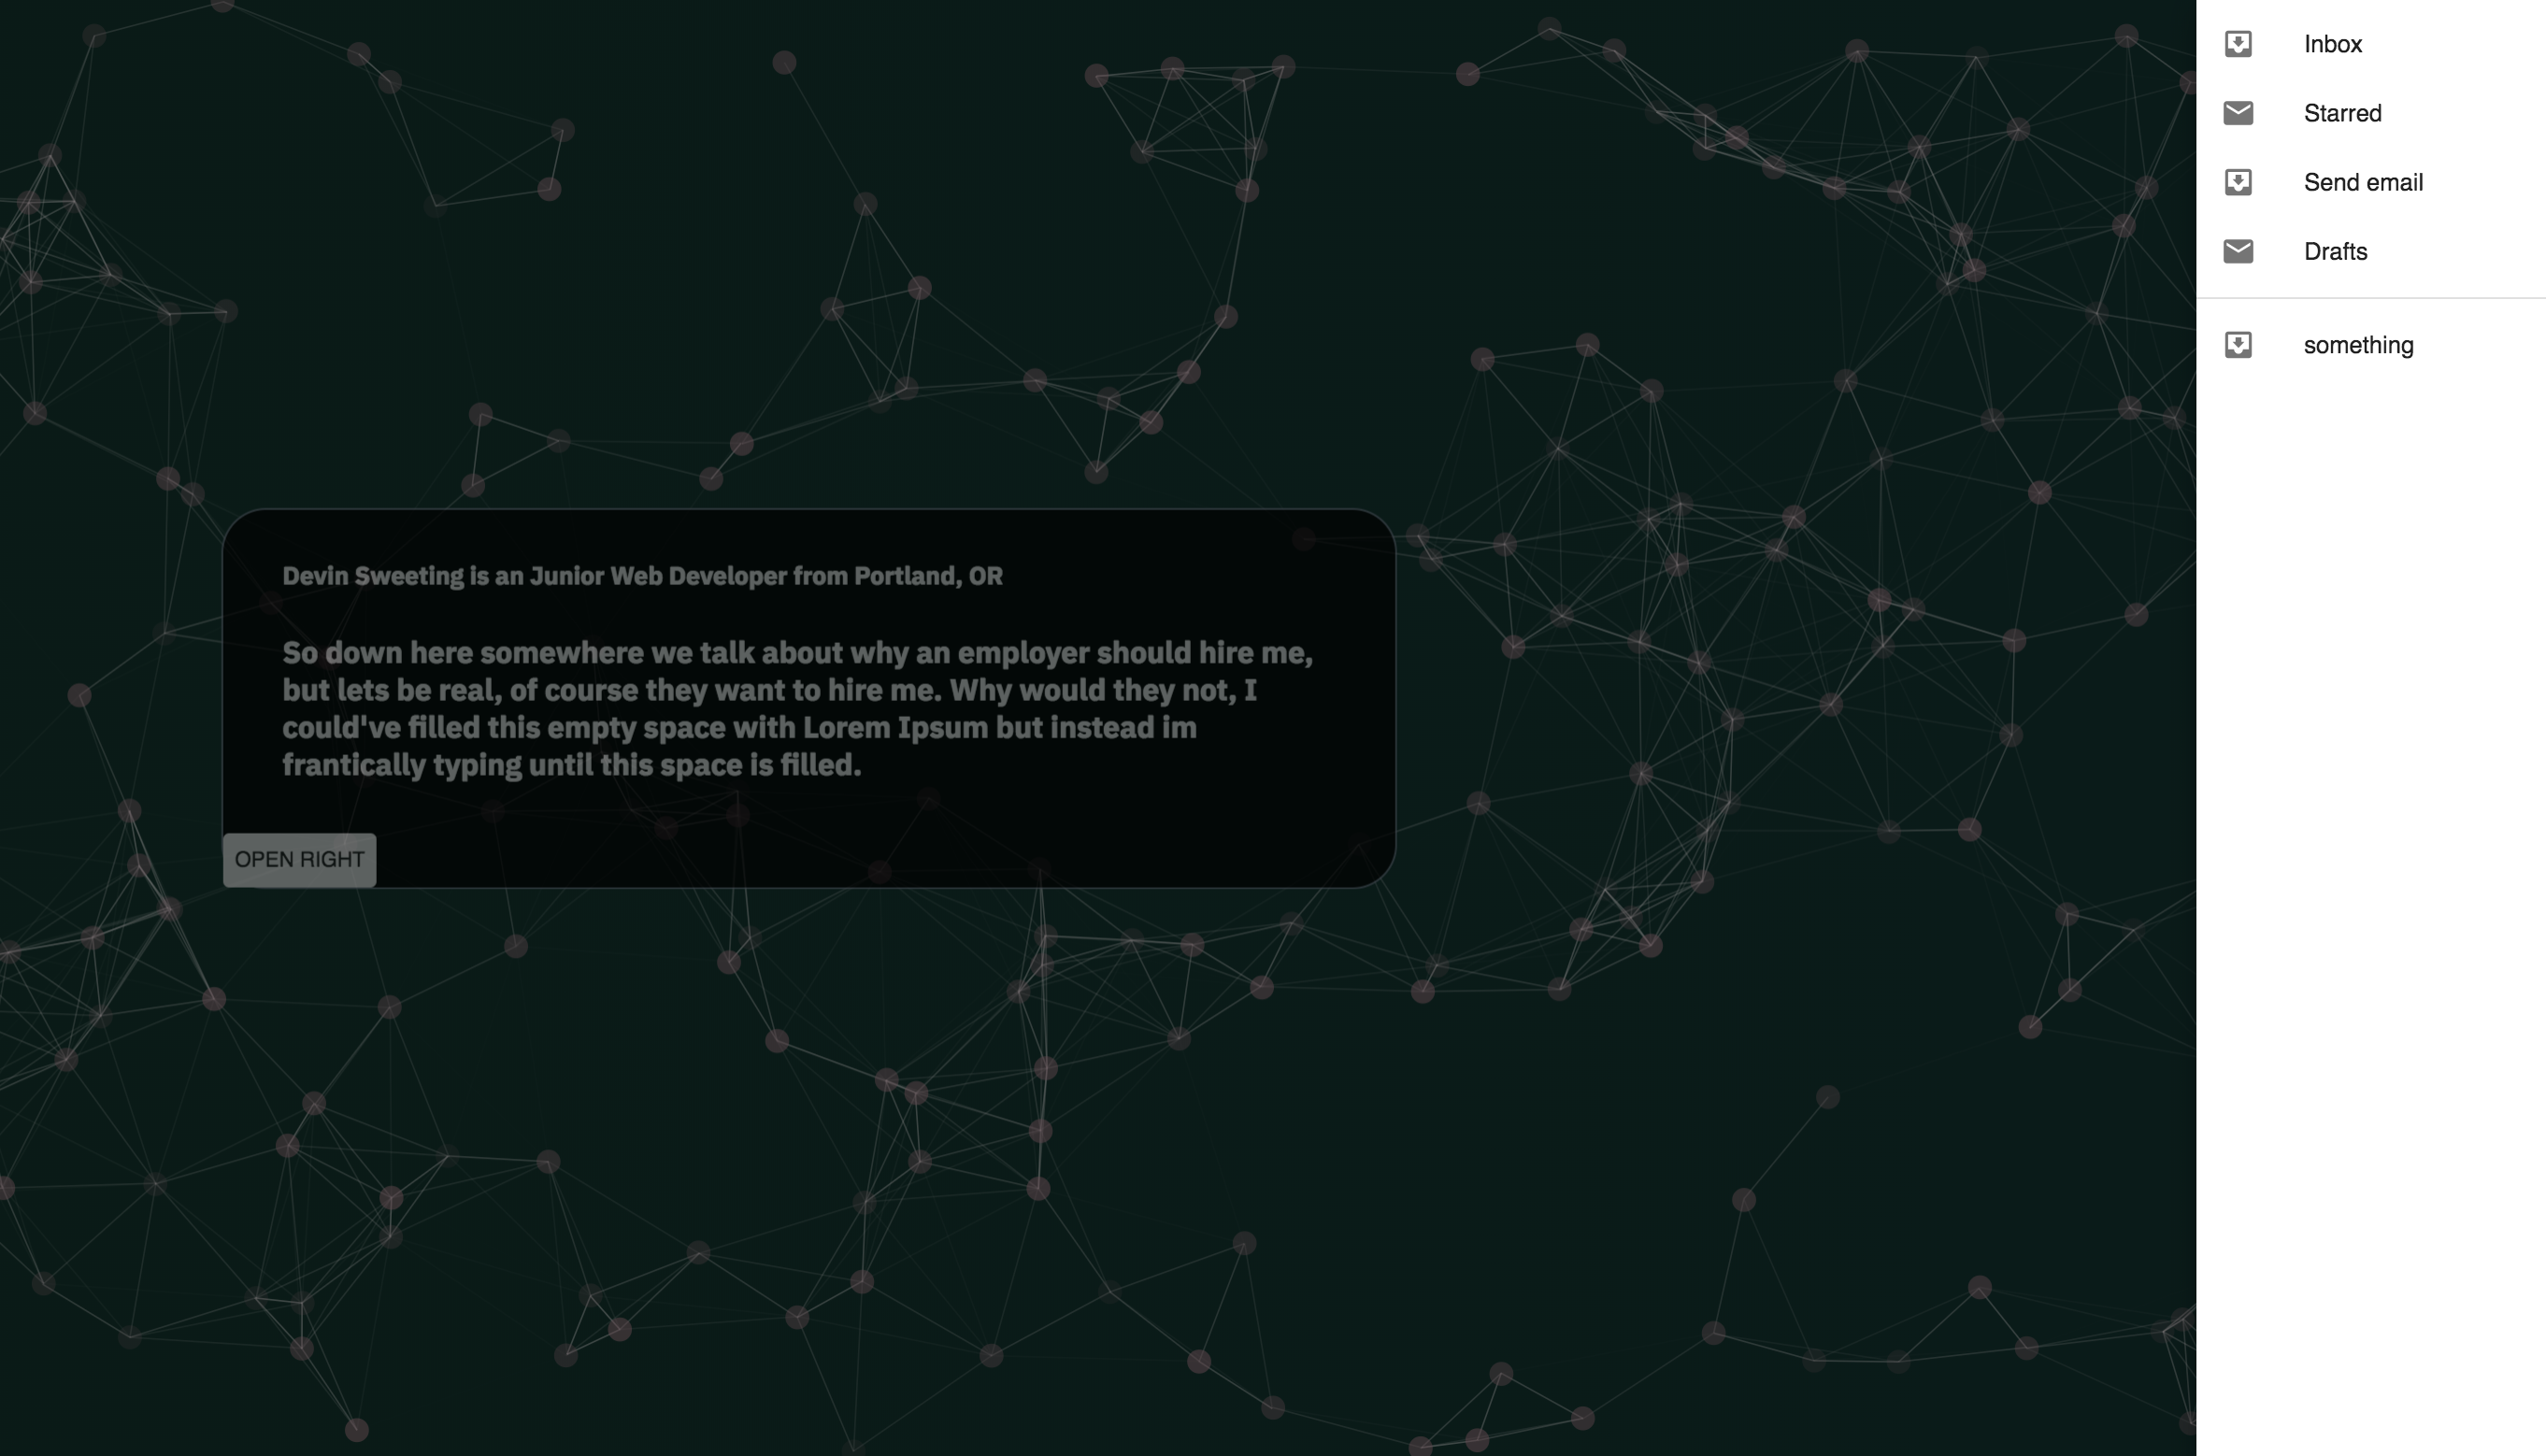 Devin Sweeting is an Junior Web Developer from Portland, OR
So down here somewhere we talk about why an employer should hire me,
but lets be real, of course they want to hire me. Why would they not, I
could've filled this empty space with Lorem Ipsum but instead im
frantically typing until this space is filled.
OPEN RIGHT
Inbox
Starred
Send email
Drafts
something